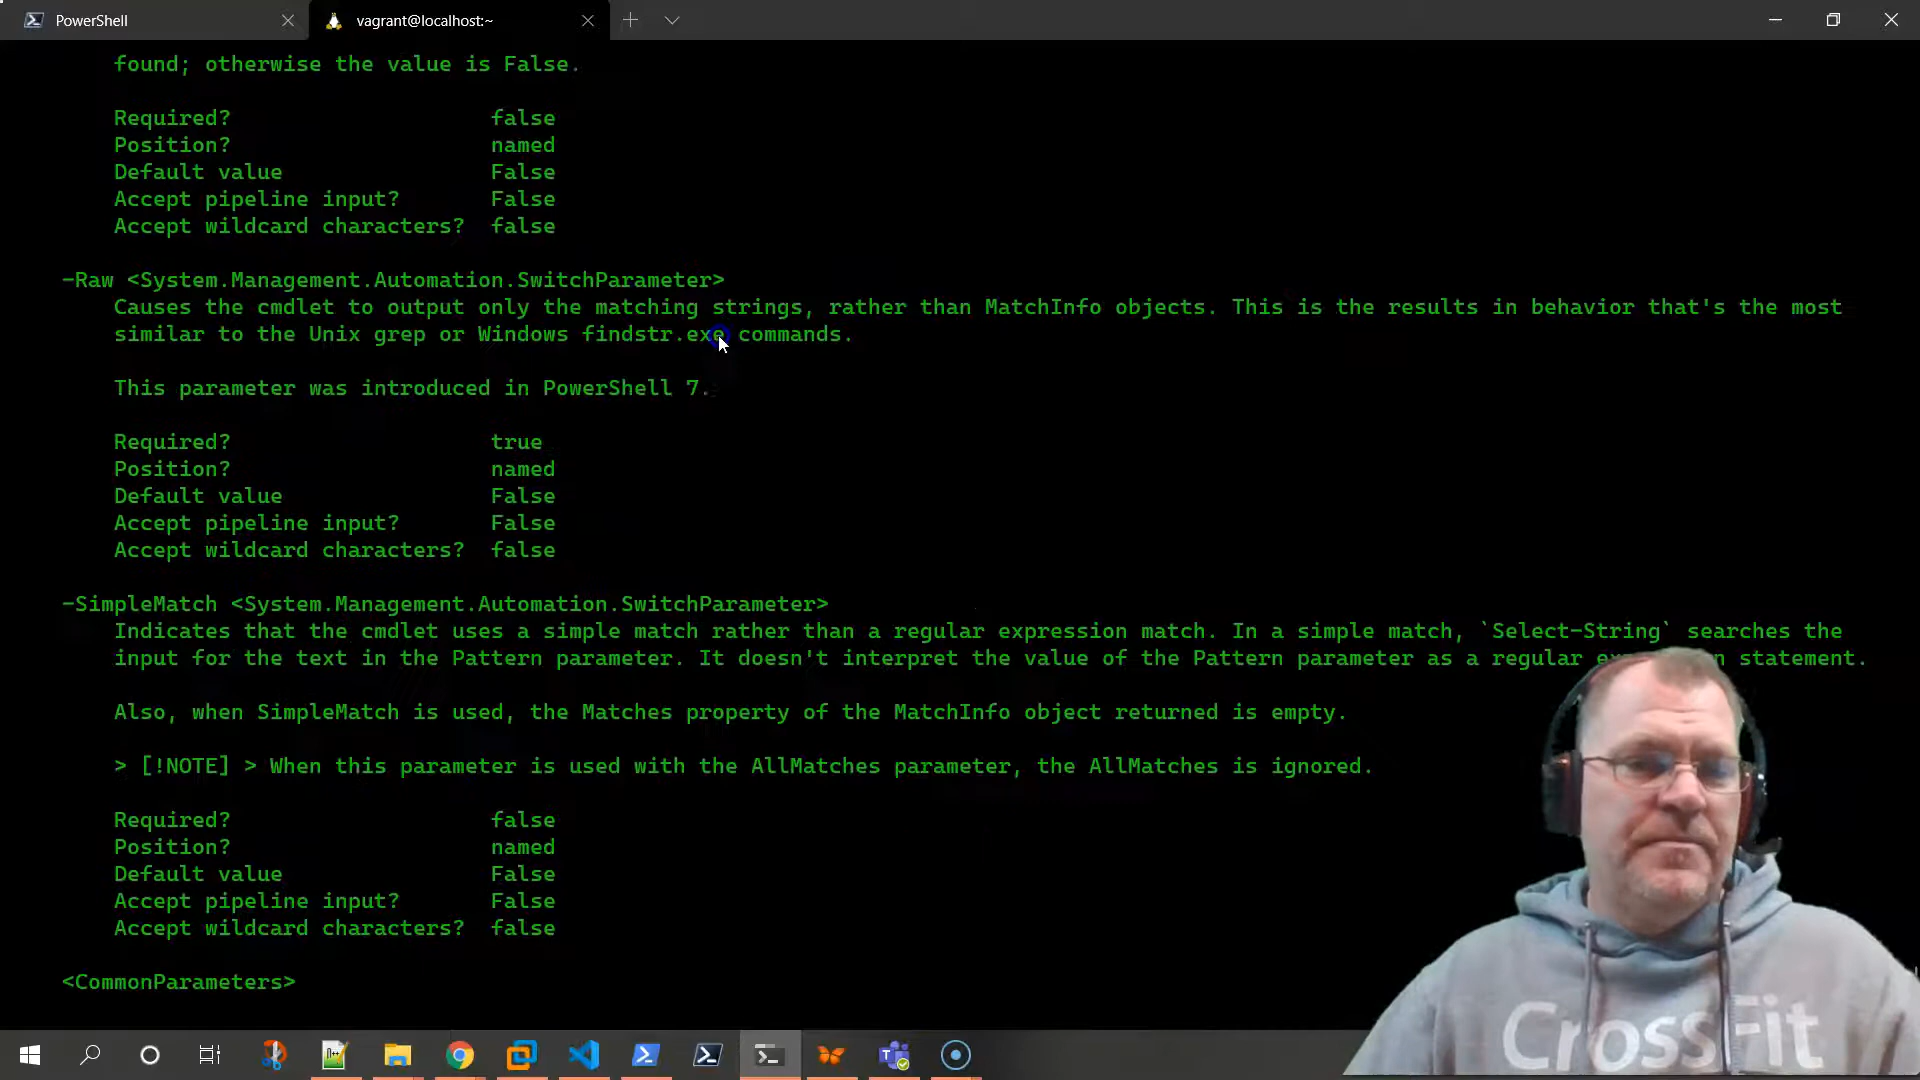 PowerShell
vagrant@localhost:~
found; otherwise the value is False.
Required? false
Position? named
Default value False
Accept pipeline input? False
Accept wildcard characters? false
-Raw <System.Management.Automation.SwitchParameter>
Causes the cmdlet to output only the matching strings, rather than MatchInfo objects. This is the results in behavior that's the most
similar to the Unix grep or Windows findstr.exe commands.
This parameter was introduced in PowerShell 7.
Required? true
Position? named
Default value False
Accept pipeline input? False
Accept wildcard characters? false
-SimpleMatch <System.Management.Automation.SwitchParameter>
Indicates that the cmdlet uses a simple match rather than a regular expression match. In a simple match, `Select-String` searches the
input for the text in the Pattern parameter. It doesn't interpret the value of the Pattern parameter as a regular statement.
Also, when SimpleMatch is used, the Matches property of the MatchInfo object returned is empty.
> [!NOTE] > When this parameter is used with the AllMatches parameter, the AllMatches is ignored.
Required? false
Position? named
Default value False
Accept pipeline input? False
Accept wildcard characters? false
<CommonParameters>
CrossFit